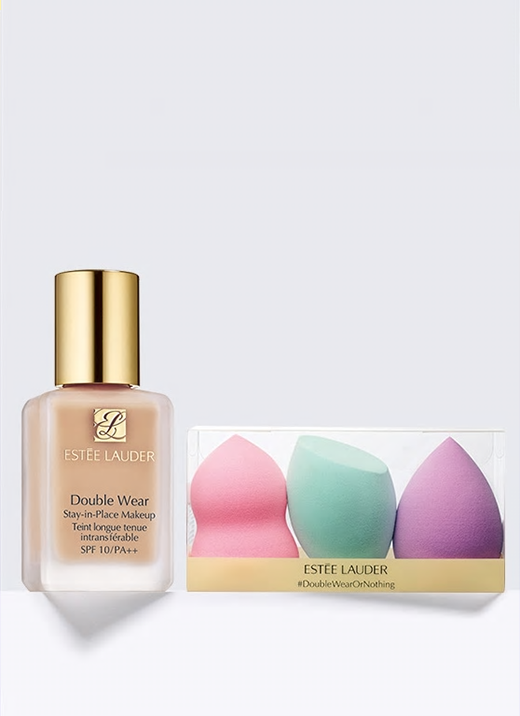 ESTĒE LAUDER
Double Wear
Stay-in-Place Makeup
Teint longue tenue
intransférable
SPF 10/PA++
ESTĒE LAUDER
#DoubleWearOrNothing